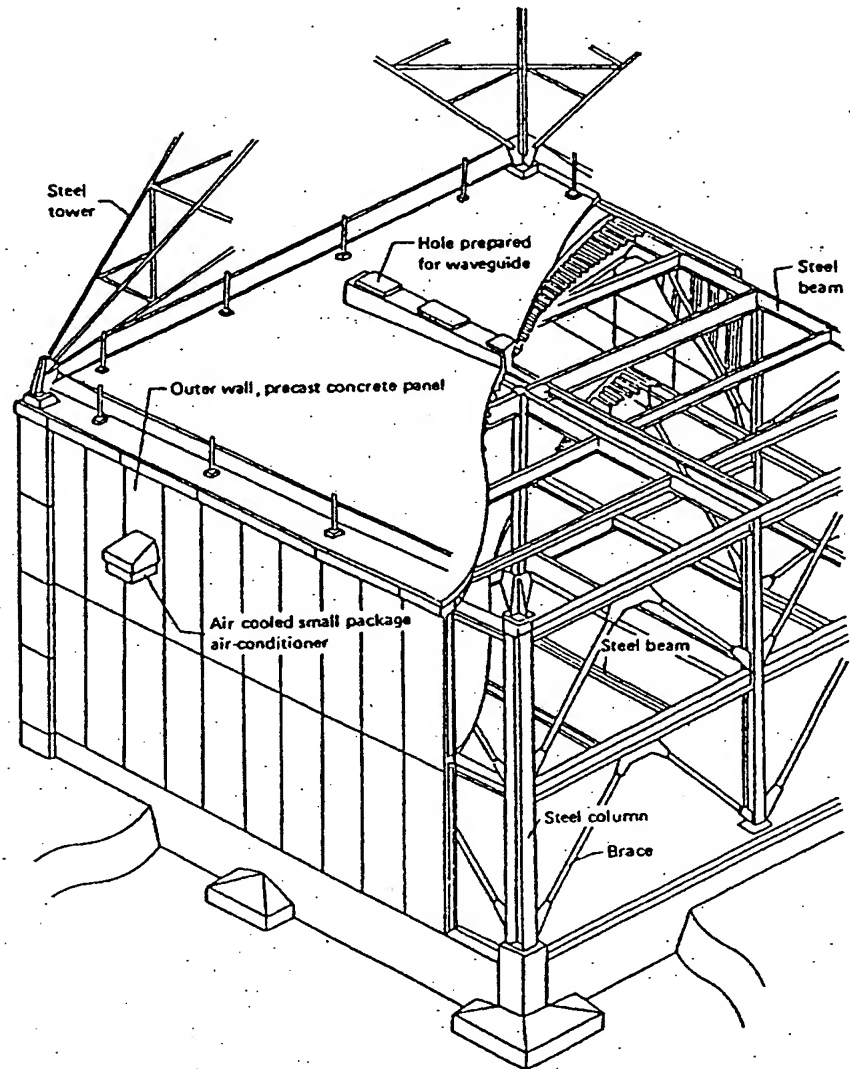 Steel
tower
Hole prepared
for waveguide
Steel
beam
Outer wall, precast concrete panel
Air cooled small package
air-conditioner
Steel beam
Steel column
Brace